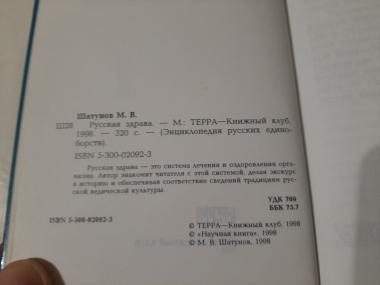 Шатунов М. В.
Ш28 Русская здрава. — М.: ТЕРРА—Книжный клуб,
1998. — 320 с. — (Энциклопедия русских едино-
борств).
ISBN 5-300-02092-3
Русская здрава — это система лечения и оздоровления орга-
низма. Автор знакомит читателя с этой системой, делая экскурс
в историю и обеспечивая соответствие сведений традициям рус-
ской ведической культуры.
УДК 700
ББК 75.7
ISBN 5-300-02092-3
© ТЕРРА—Книжный клуб, 1998
© «Научная книга», 1998
© М. В. Шатунов, 1998